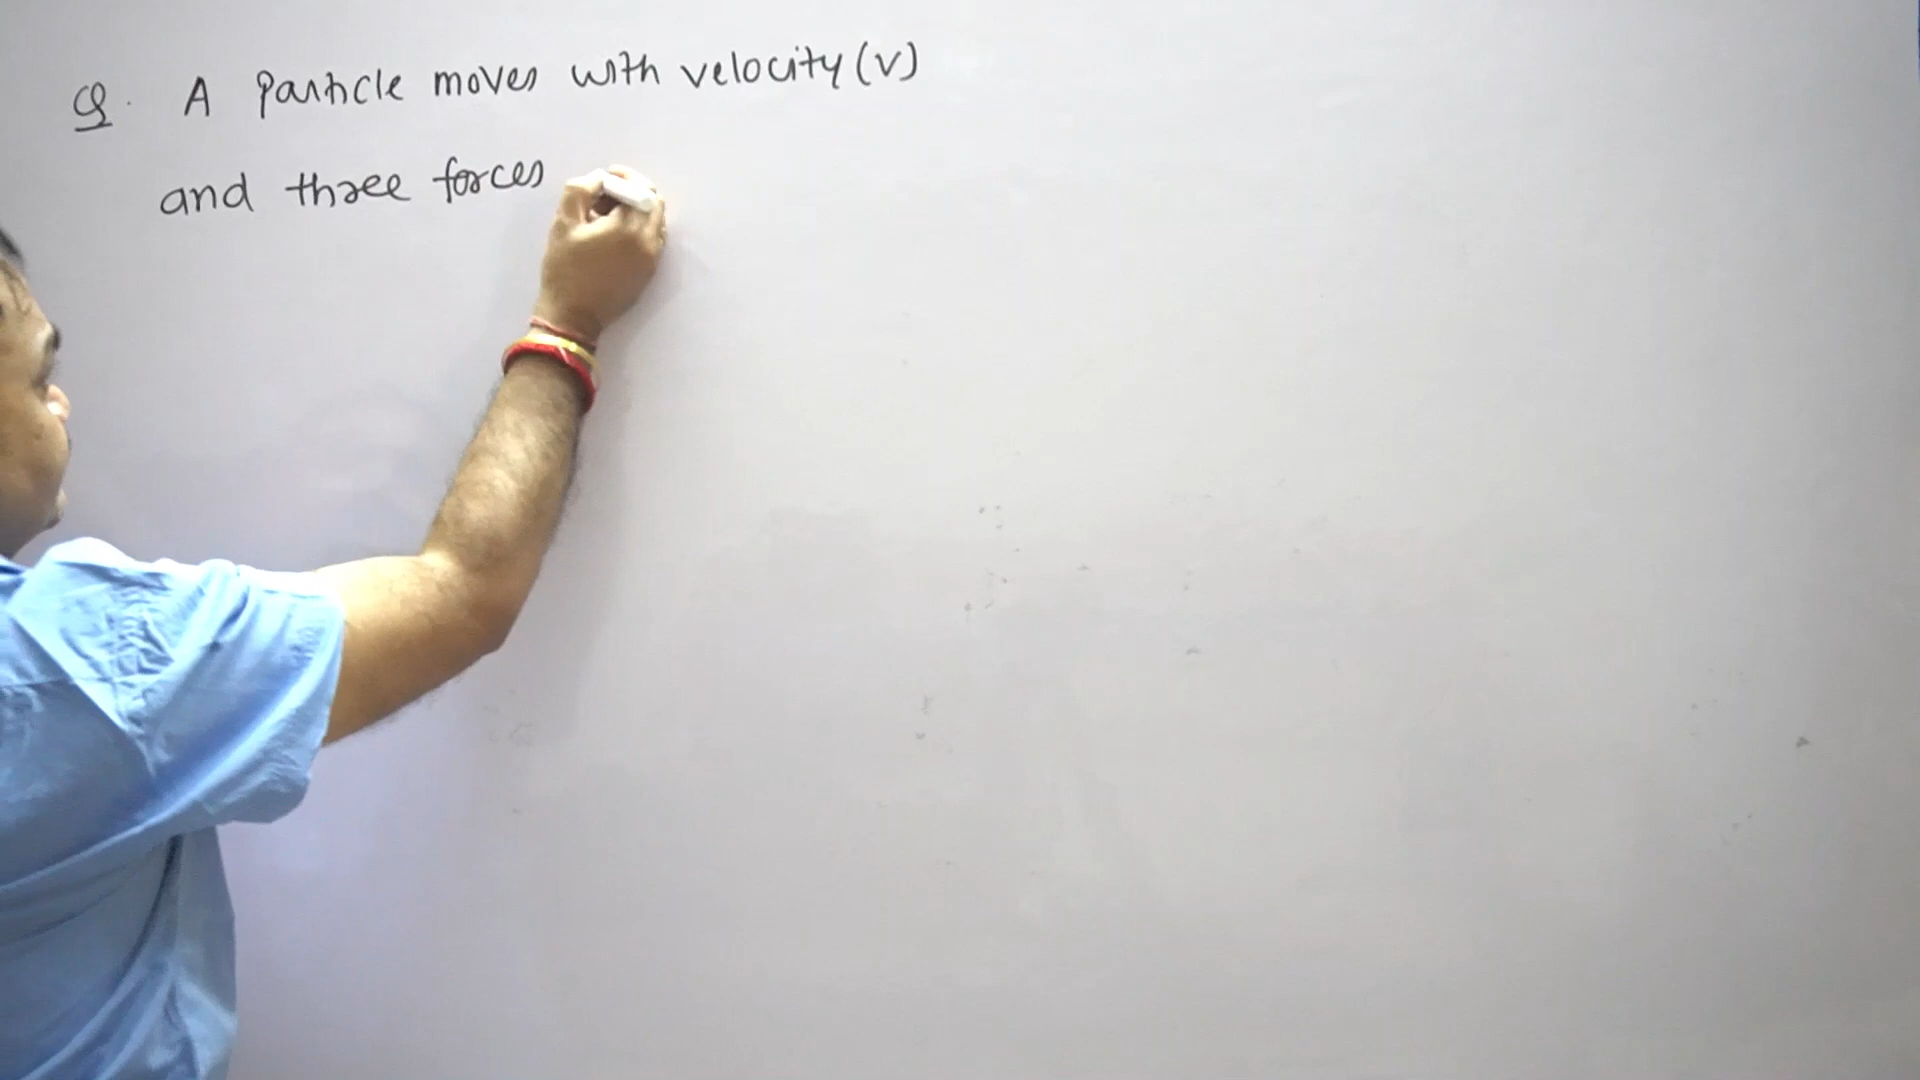 Q. A Particle moves with velocity (v)
and three forces